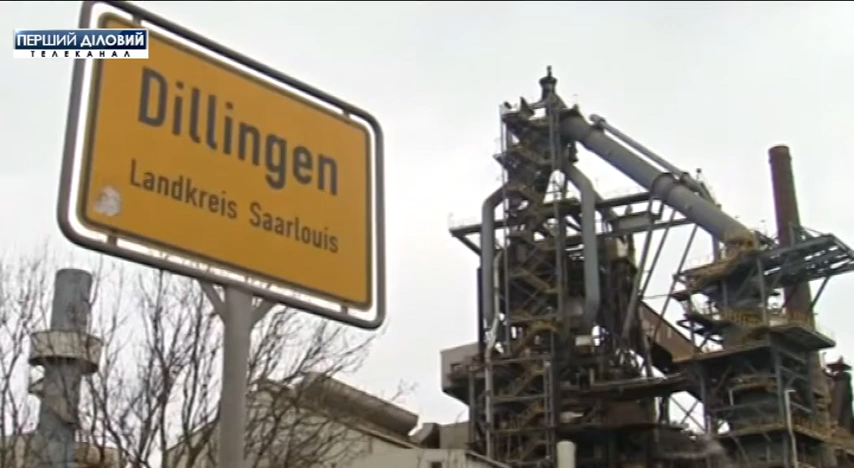 ПЕРШИЙ ДІЛОВИЙ
ТЕЛЕКАНАЛ
Dillingen
Landkreis Saarlouis